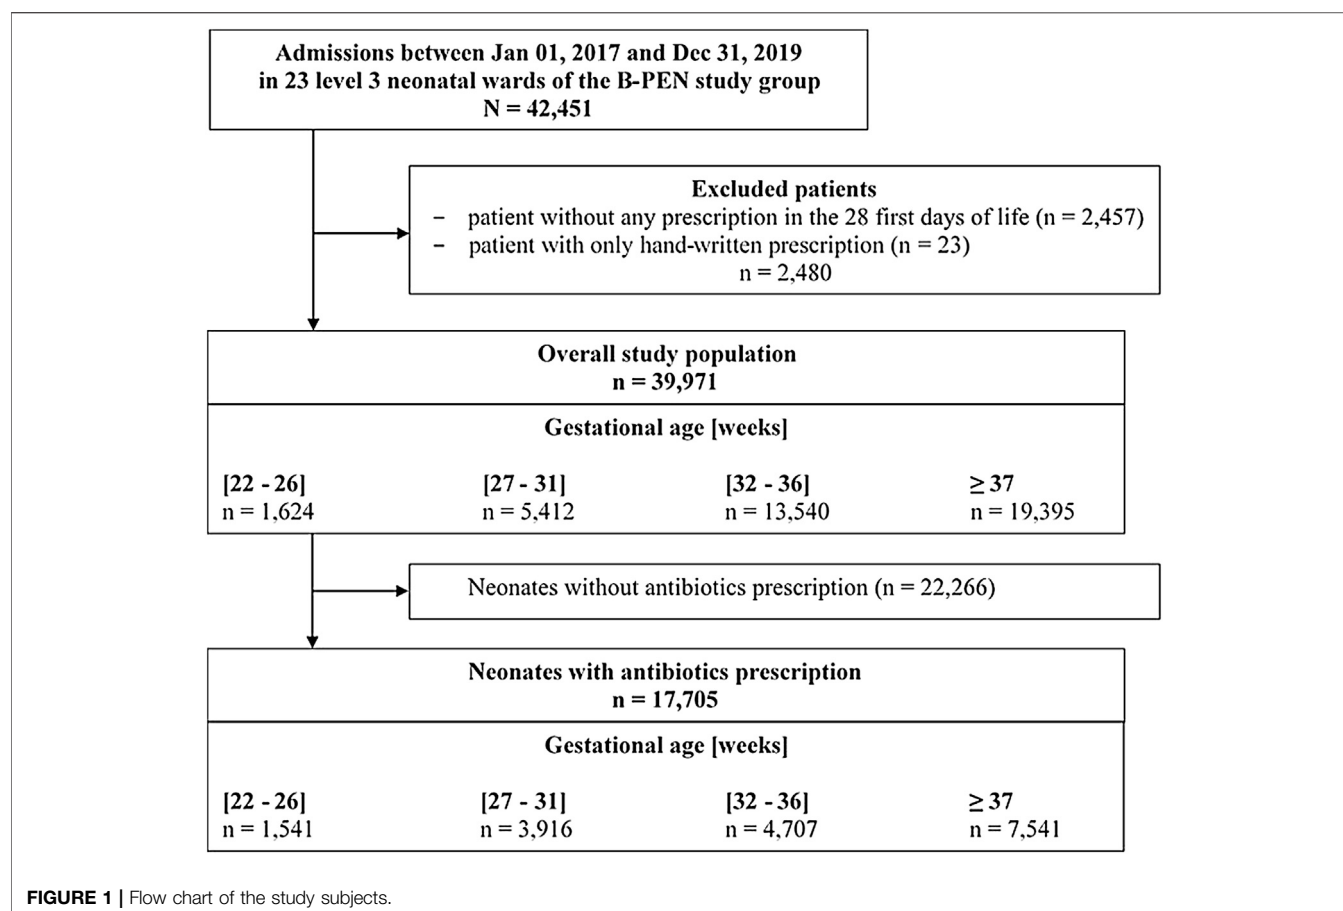 Admissions between Jan 01, 2017 and Dec 31, 2019
in 23 level 3 neonatal wards of the B-PEN study group
N = 42,451
Excluded patients
– patient without any prescription in the 28 first days of life (n = 2,457)
– patient with only hand-written prescription (n = 23)
n = 2,480
Overall study population
n = 39,971
Gestational age [weeks]
[22 - 26] [27 - 31] [32 - 36] ≥ 37
n = 1,624 n = 5,412 n = 13,540 n = 19,395
Neonates without antibiotics prescription (n = 22,266)
Neonates with antibiotics prescription
n = 17,705
Gestational age [weeks]
[22 - 26] [27 - 31] [32 - 36] ≥ 37
n = 1,541 n = 3,916 n = 4,707 n = 7,541
FIGURE 1 | Flow chart of the study subjects.